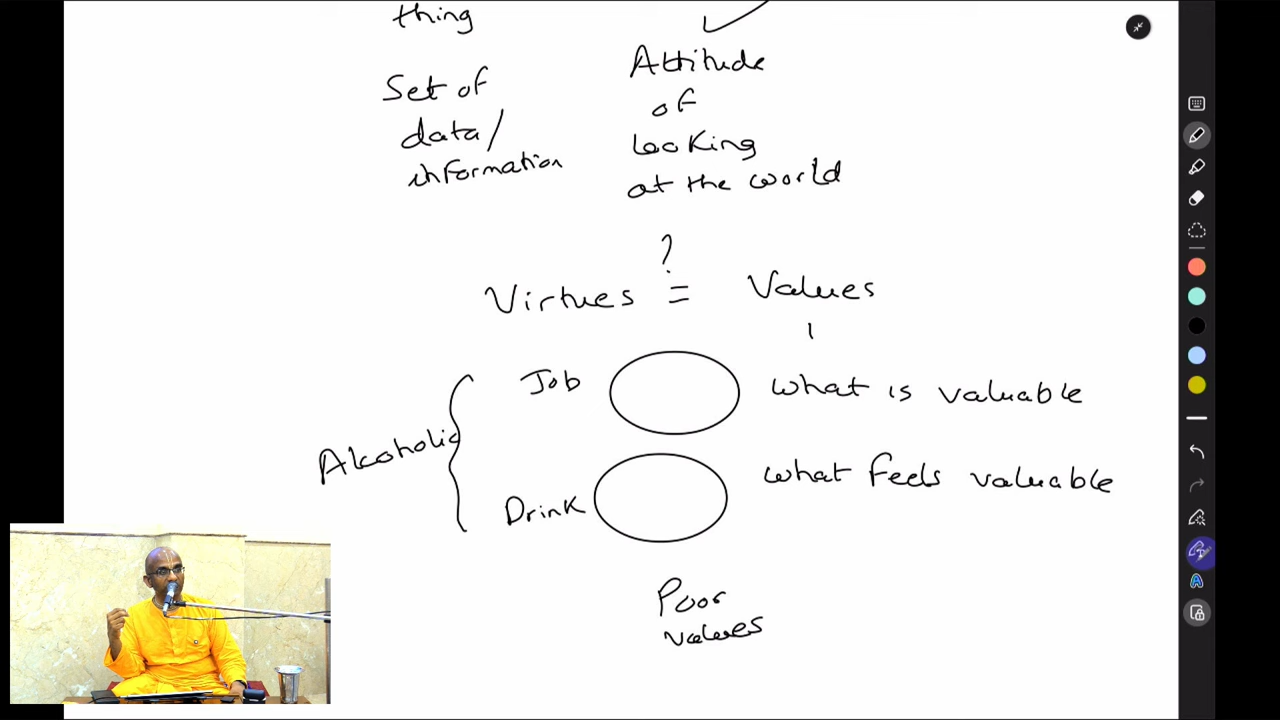 thing
Set of
data/
information
Attitude
of
looking
at the world
?
Virtues = Values
Job
what is valuable
Alcoholic
Drink
what feels valuable
Poor
values
A